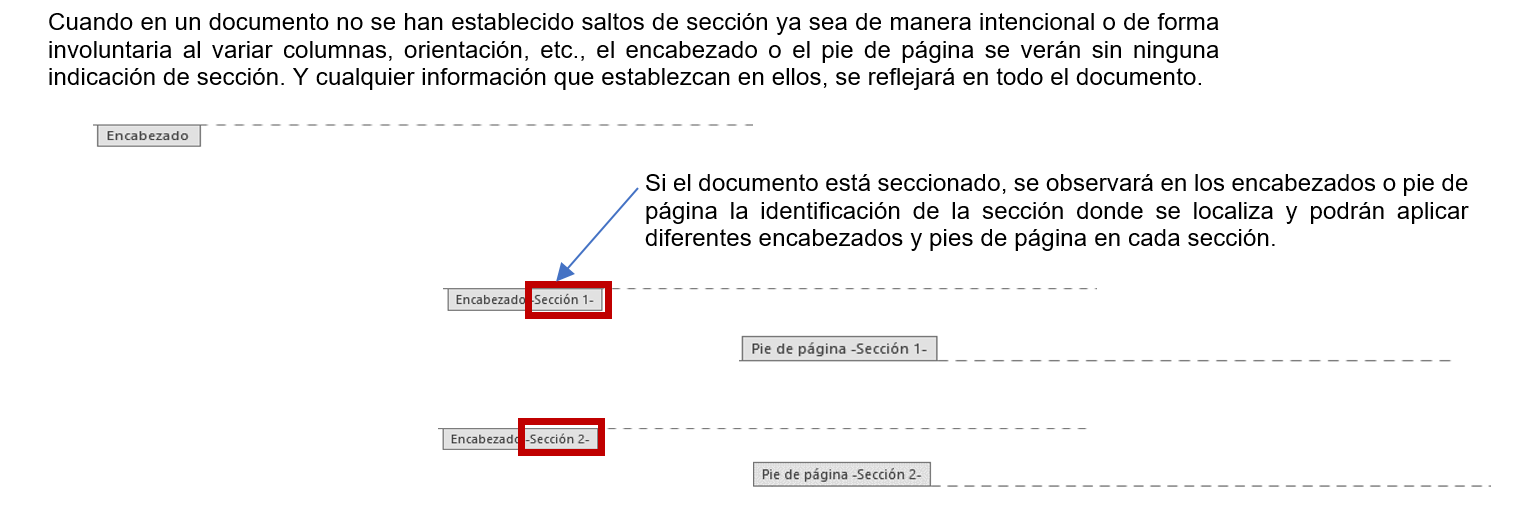 Cuando en un documento no se han establecido saltos de sección ya sea de manera intencional o de forma
involuntaria al variar columnas, orientación, etc., el encabezado o el pie de página se verán sin ninguna
indicación de sección. Y cualquier información que establezcan en ellos, se reflejará en todo el documento.
Encabezado
Si el documento está seccionado, se observará en los encabezados o pie de
página la identificación de la sección donde se localiza y podrán aplicar
diferentes encabezados y pies de página en cada sección.
Encabezado -Sección 1-
Pie de página -Sección 1-
Encabezado -Sección 2-
Pie de página -Sección 2-